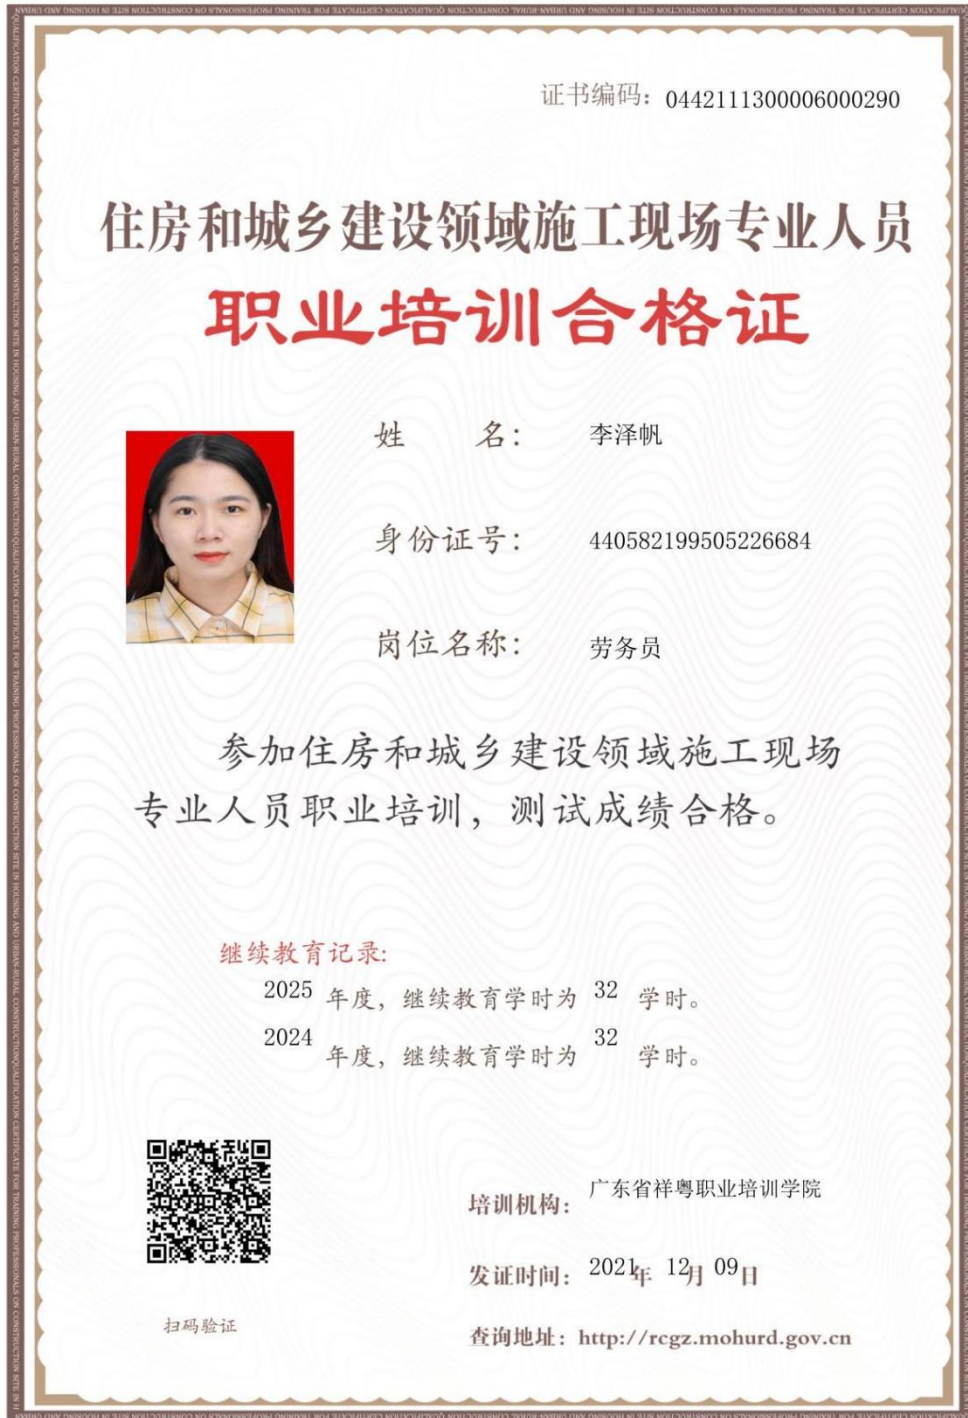 证书编码：0442111300006000290
住房和城乡建设领域施工现场专业人员
职业培训合格证
姓 名： 李泽帆
身份证号： 440582199505226684
岗位名称： 劳务员
参加住房和城乡建设领域施工现场
专业人员职业培训，测试成绩合格。
继续教育记录:
2025 年度，继续教育学时为 32 学时。
2024 年度，继续教育学时为 32 学时。
培训机构： 广东省祥粤职业培训学院
发证时间： 2021年 12月 09日
扫码验证
查询地址：http://rcgz.mohurd.gov.cn